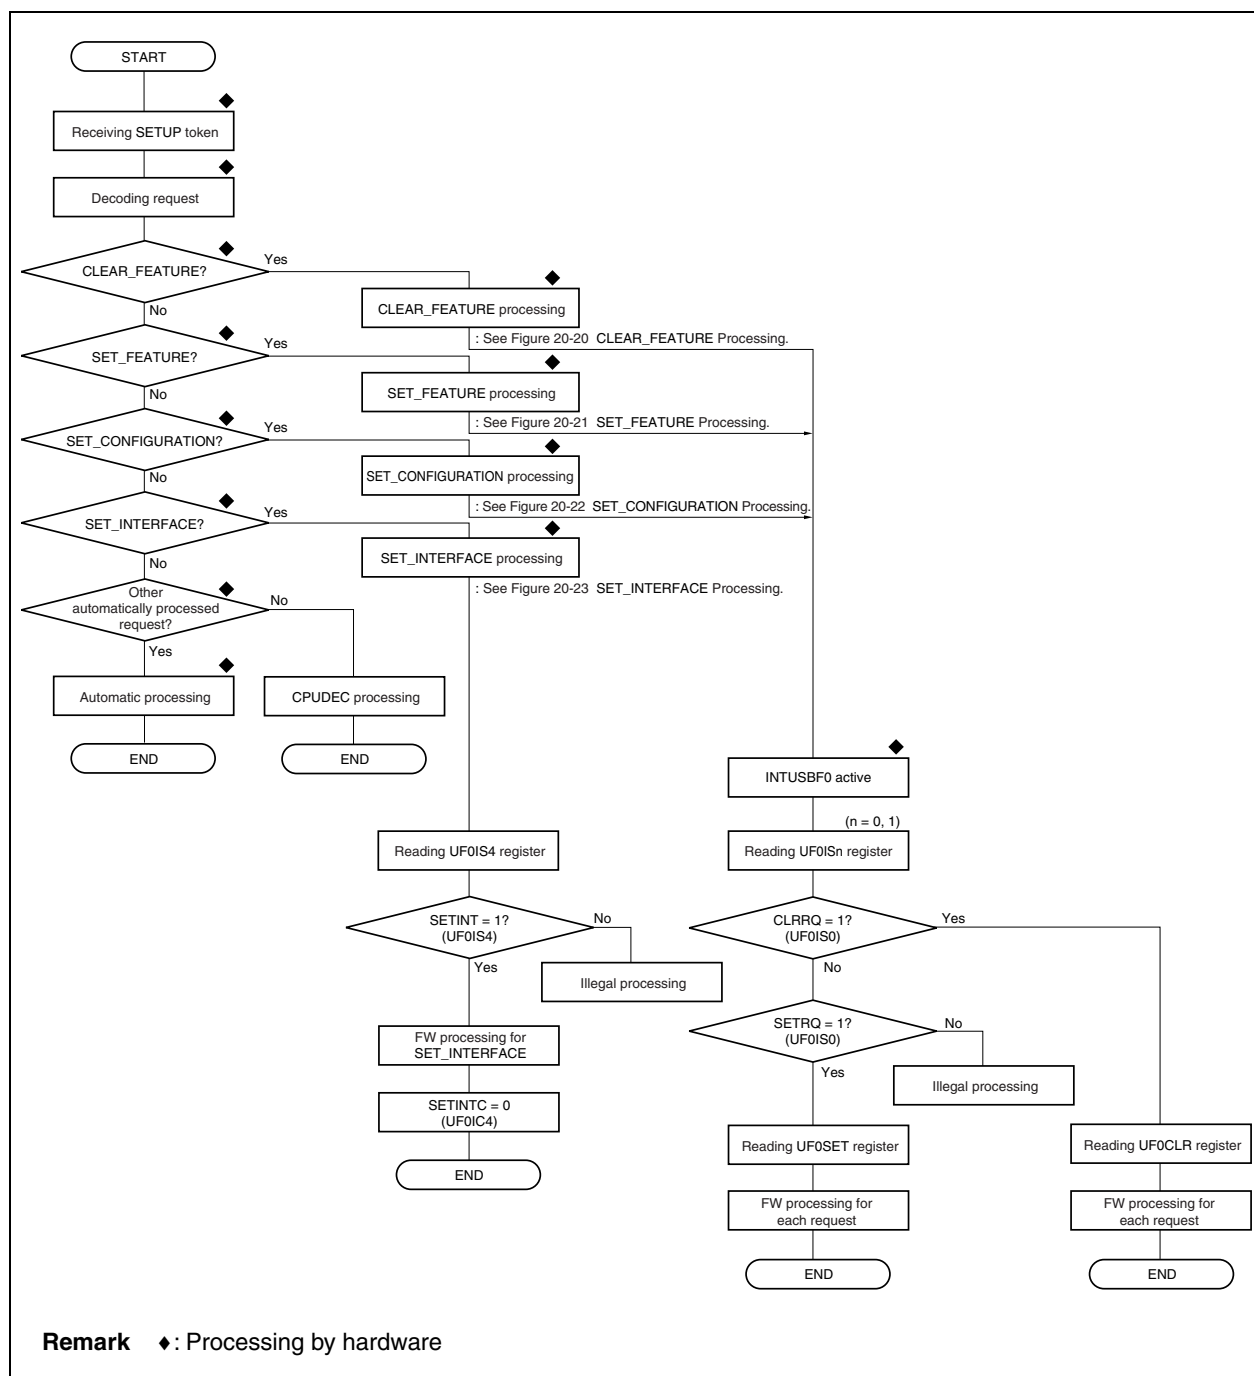 START
Receiving SETUP token
Decoding request
CLEAR_FEATURE?
Yes
No
CLEAR_FEATURE processing
: See Figure 20-20 CLEAR_FEATURE Processing.
SET_FEATURE?
Yes
No
SET_FEATURE processing
: See Figure 20-21 SET_FEATURE Processing.
SET_CONFIGURATION?
Yes
No
SET_CONFIGURATION processing
: See Figure 20-22 SET_CONFIGURATION Processing.
SET_INTERFACE?
Yes
No
SET_INTERFACE processing
: See Figure 20-23 SET_INTERFACE Processing.
Other
automatically processed
request?
No
Yes
Automatic processing
CPUDEC processing
END
END
INTUSBF0 active
(n = 0, 1)
Reading UF0IS4 register
Reading UF0ISn register
SETINT = 1?
(UF0IS4)
No
Yes
Illegal processing
CLRRQ = 1?
(UF0IS0)
Yes
No
SETRQ = 1?
(UF0IS0)
No
Yes
Illegal processing
FW processing for
SET_INTERFACE
SETINTC = 0
(UF0IC4)
END
Reading UF0SET register
Reading UF0CLR register
FW processing for
each request
FW processing for
each request
END
END
Remark ♦: Processing by hardware